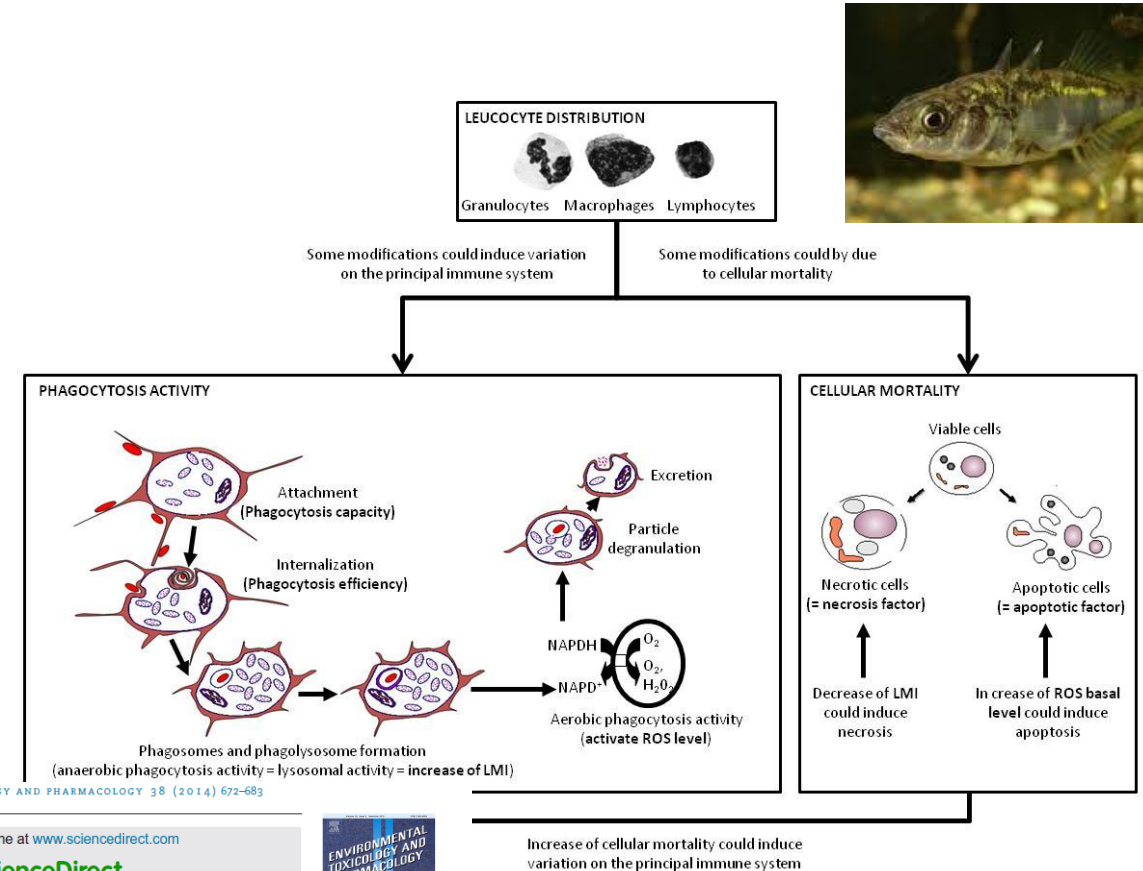 LEUCOCYTE DISTRIBUTION
Granulocytes Macrophages Lymphocytes
Some modifications could induce variation
on the principal immune system
Some modifications could by due
to cellular mortality
PHAGOCYTOSIS ACTIVITY
Attachment
(Phagocytosis capacity)
Internalization
(Phagocytosis efficiency)
Phagosomes and phagolysosome formation
(anaerobic phagocytosis activity = lysosomal activity = increase of LMI)
Excretion
Particle
degranulation
NAPDH
NAPD⁺
O₂
O₂,
H₂0₂
Aerobic phagocytosis activity
(activate ROS level)
CELLULAR MORTALITY
Viable cells
Necrotic cells
(= necrosis factor)
Apoptotic cells
(= apoptotic factor)
Decrease of LMI
could induce
necrosis
In crease of ROS basal
level could induce
apoptosis
Increase of cellular mortality could induce
variation on the principal immune system
GY AND PHARMACOLOGY 38 (2014) 672–683
ne at www.sciencedirect.com
ENVIRONMENTAL
TOXICOLOGY AND